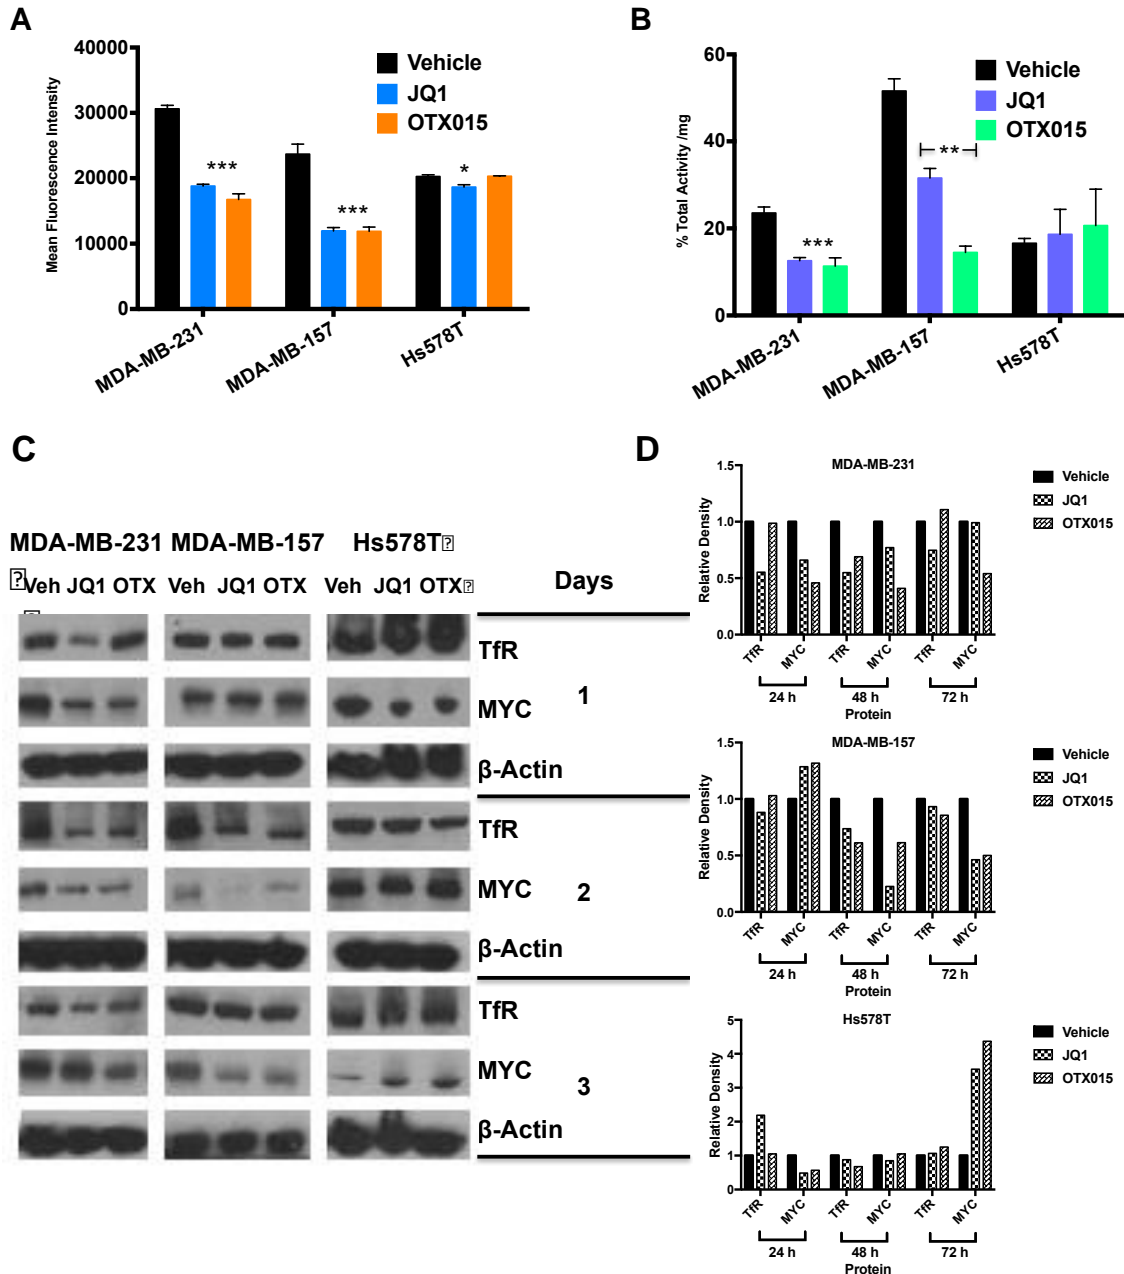 A
Mean Fluorescence Intensity
40000
30000
20000
10000
0
Vehicle
JQ1
OTX015
***
***
*
MDA-MB-231
MDA-MB-157
Hs578T
B
% Total Activity /mg
60
40
20
0
Vehicle
JQ1
OTX015
***
**
MDA-MB-231
MDA-MB-157
Hs578T
C
MDA-MB-231 MDA-MB-157 Hs578T
Veh JQ1 OTX Veh JQ1 OTX Veh JQ1 OTX
Days
TfR
MYC
1
β-Actin
TfR
MYC
2
β-Actin
TfR
MYC
3
β-Actin
D
MDA-MB-231
Relative Density
1.5
1.0
0.5
0.0
TfR MYC TfR MYC TfR MYC
24 h 48 h 72 h
Protein
Vehicle
JQ1
OTX015
MDA-MB-157
Relative Density
1.5
1.0
0.5
0.0
TfR MYC TfR MYC TfR MYC
24 h 48 h 72 h
Protein
Vehicle
JQ1
OTX015
Hs578T
Relative Density
5
4
3
2
1
0
TfR MYC TfR MYC TfR MYC
24 h 48 h 72 h
Protein
Vehicle
JQ1
OTX015